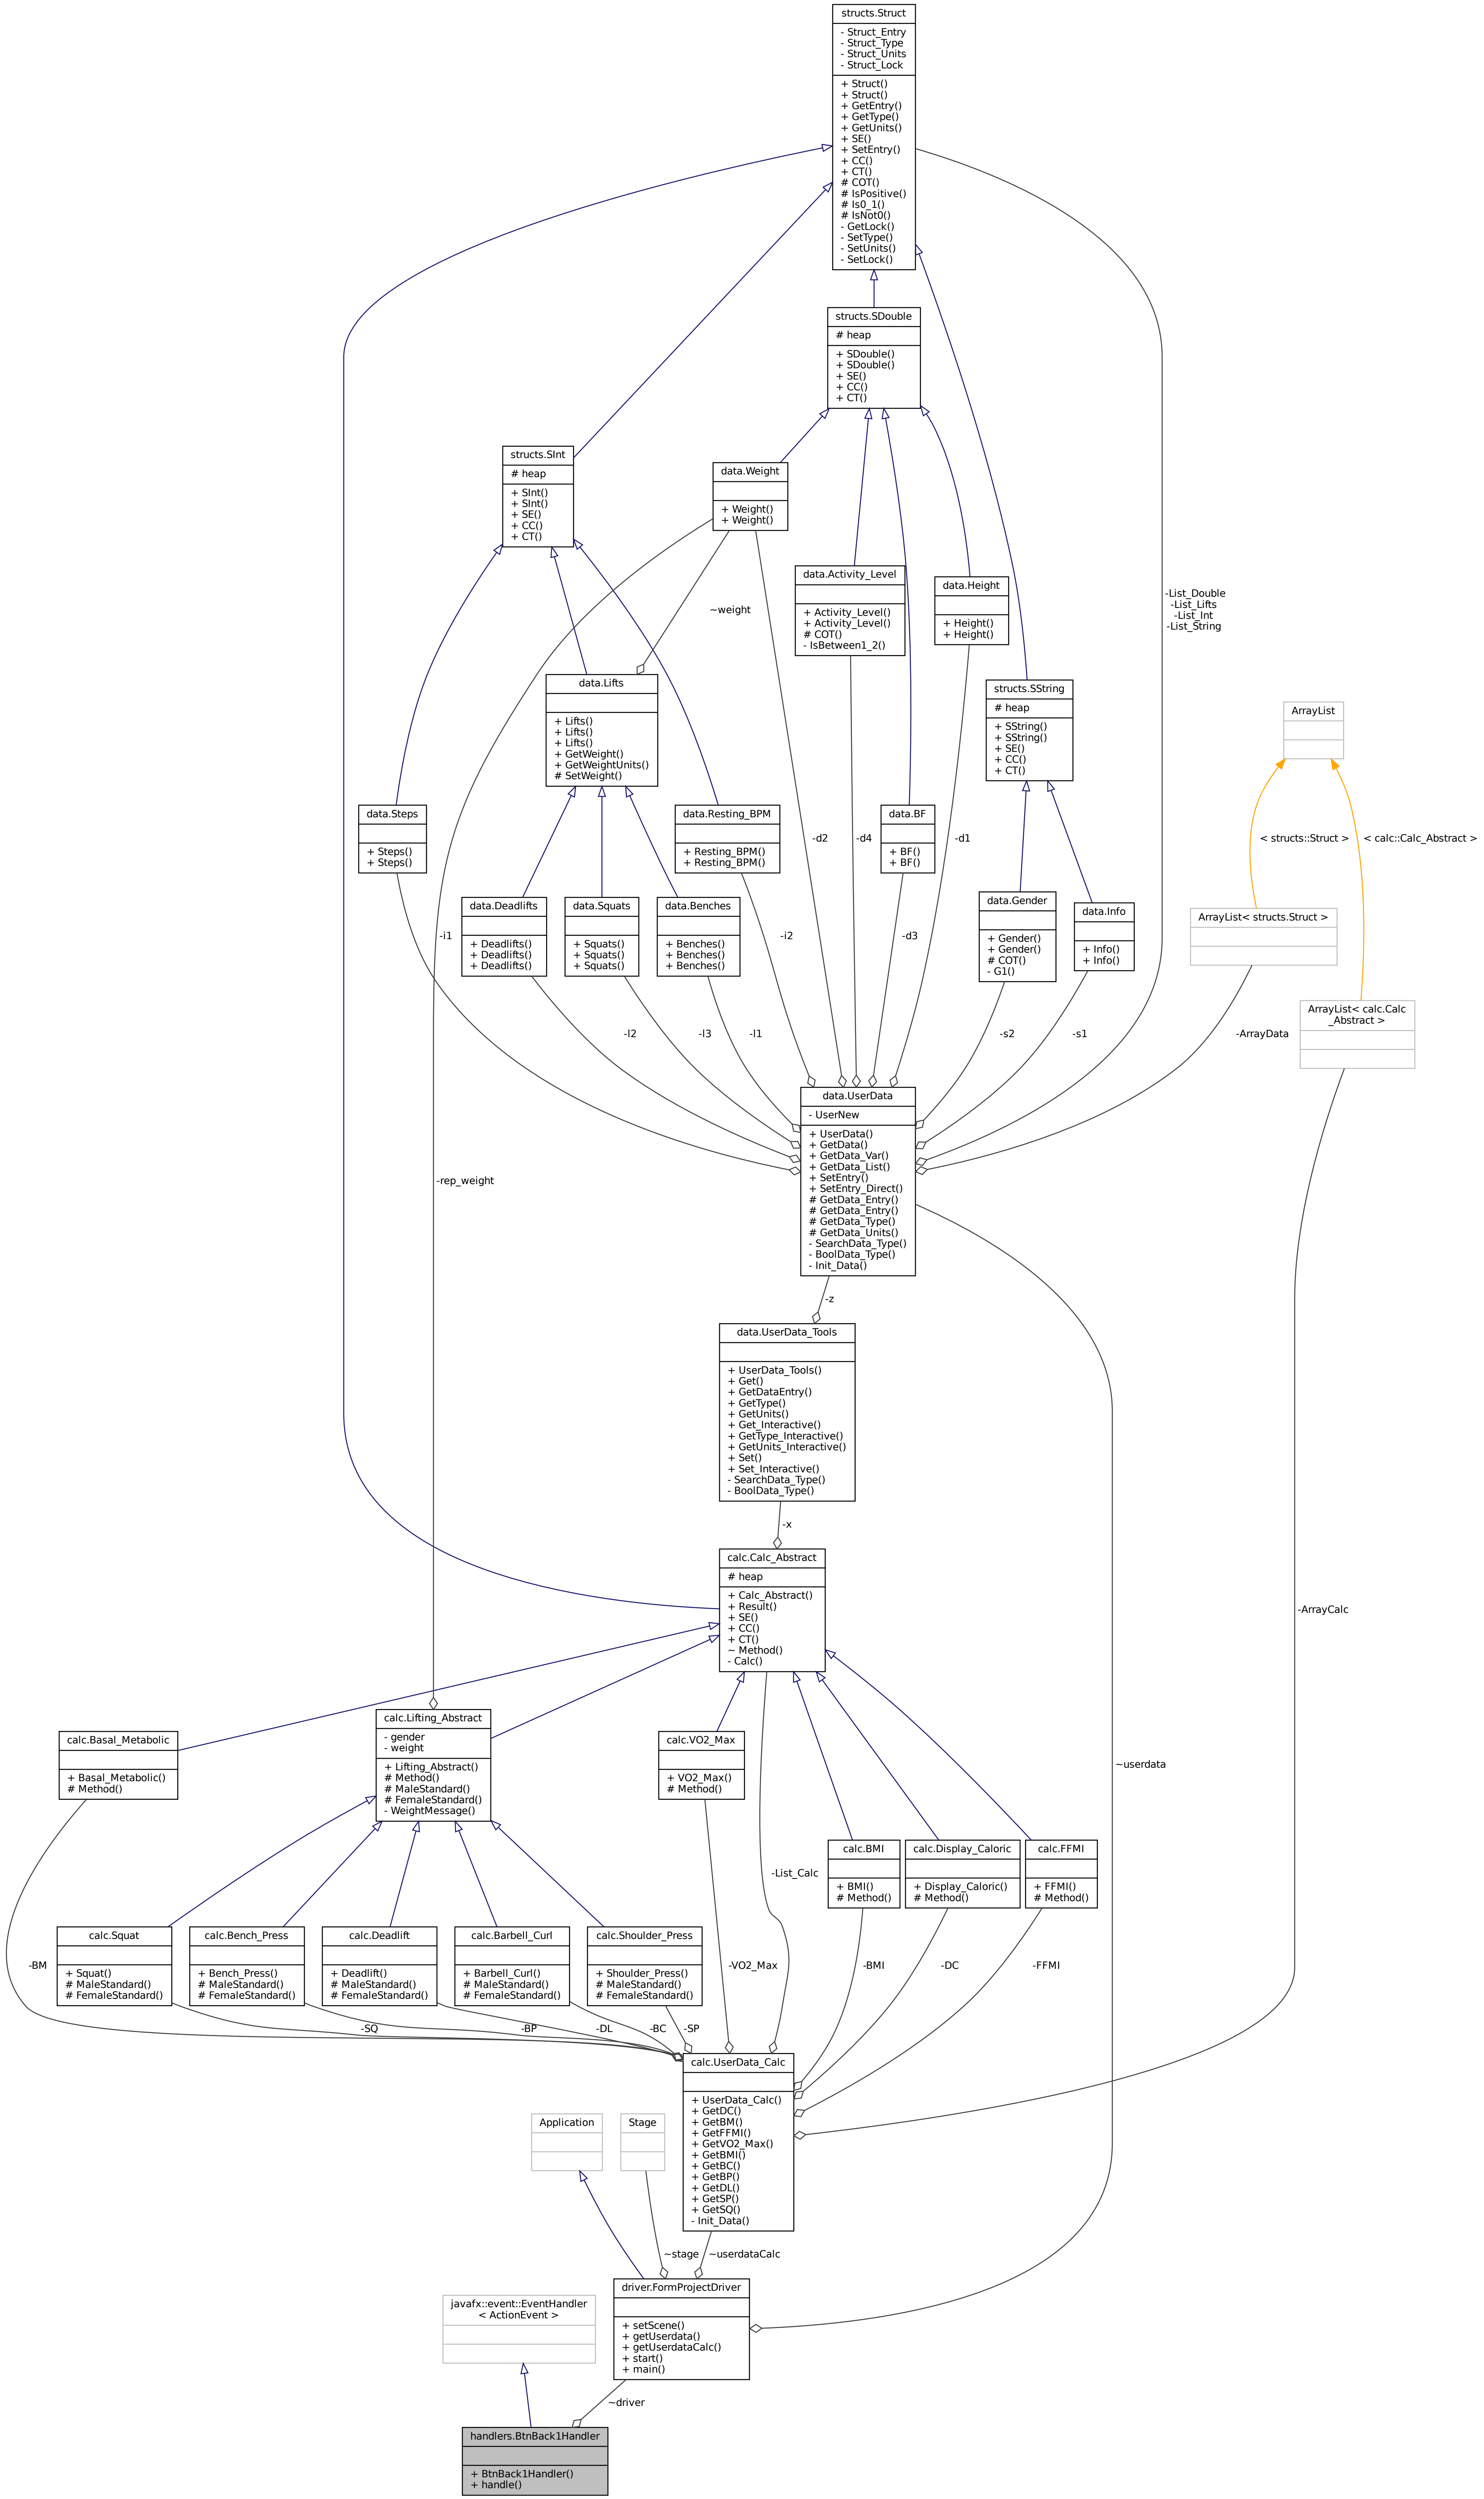 structs.Struct
- Struct_Entry
- Struct_Type
- Struct_Units
- Struct_Lock
+ Struct()
+ Struct()
+ GetEntry()
+ GetType()
+ GetUnits()
+ SE()
+ SetEntry()
+ CC()
+ CT()
# COT()
# IsPositive()
# Is0_1()
# IsNot0()
- GetLock()
- SetType()
- SetUnits()
- SetLock()
structs.SDouble
# heap
+ SDouble()
+ SDouble()
+ SE()
+ CC()
+ CT()
structs.SInt
# heap
+ SInt()
+ SInt()
+ SE()
+ CC()
+ CT()
data.Weight
+ Weight()
+ Weight()
data.Activity_Level
+ Activity_Level()
+ Activity_Level()
# COT()
- IsBetween1_2()
data.Height
+ Height()
+ Height()
-List_Double
-List_Lifts
-List_Int
-List_String
~weight
data.Lifts
+ Lifts()
+ Lifts()
+ Lifts()
+ GetWeight()
+ GetWeightUnits()
# SetWeight()
structs.SString
# heap
+ SString()
+ SString()
+ SE()
+ CC()
+ CT()
ArrayList
data.Steps
+ Steps()
+ Steps()
data.Resting_BPM
+ Resting_BPM()
+ Resting_BPM()
-d2
-d4
data.BF
+ BF()
+ BF()
-d1
< structs::Struct >
< calc::Calc_Abstract >
data.Deadlifts
+ Deadlifts()
+ Deadlifts()
+ Deadlifts()
data.Squats
+ Squats()
+ Squats()
+ Squats()
data.Benches
+ Benches()
+ Benches()
+ Benches()
data.Gender
+ Gender()
+ Gender()
# COT()
- G1()
data.Info
+ Info()
+ Info()
ArrayList< structs.Struct >
-i1
-i2
-d3
ArrayList< calc.Calc
_Abstract >
-l2
-l3
-l1
-s2
-s1
-ArrayData
data.UserData
- UserNew
+ UserData()
+ GetData()
+ GetData_Var()
+ GetData_List()
+ SetEntry()
+ SetEntry_Direct()
# GetData_Entry()
# GetData_Entry()
# GetData_Type()
# GetData_Units()
- SearchData_Type()
- BoolData_Type()
- Init_Data()
-rep_weight
-z
data.UserData_Tools
+ UserData_Tools()
+ Get()
+ GetDataEntry()
+ GetType()
+ GetUnits()
+ Get_Interactive()
+ GetType_Interactive()
+ GetUnits_Interactive()
+ Set()
+ Set_Interactive()
- SearchData_Type()
- BoolData_Type()
-x
calc.Calc_Abstract
# heap
+ Calc_Abstract()
+ Result()
+ SE()
+ CC()
+ CT()
~ Method()
- Calc()
-ArrayCalc
calc.Basal_Metabolic
+ Basal_Metabolic()
# Method()
calc.Lifting_Abstract
- gender
- weight
+ Lifting_Abstract()
# Method()
# MaleStandard()
# FemaleStandard()
- WeightMessage()
calc.VO2_Max
+ VO2_Max()
# Method()
~userdata
-List_Calc
calc.BMI
+ BMI()
# Method()
calc.Display_Caloric
+ Display_Caloric()
# Method()
calc.FFMI
+ FFMI()
# Method()
-BM
calc.Squat
+ Squat()
# MaleStandard()
# FemaleStandard()
calc.Bench_Press
+ Bench_Press()
# MaleStandard()
# FemaleStandard()
calc.Deadlift
+ Deadlift()
# MaleStandard()
# FemaleStandard()
calc.Barbell_Curl
+ Barbell_Curl()
# MaleStandard()
# FemaleStandard()
calc.Shoulder_Press
+ Shoulder_Press()
# MaleStandard()
# FemaleStandard()
-VO2_Max
-BMI
-DC
-FFMI
-SQ
-BP
-DL
-BC
-SP
calc.UserData_Calc
+ UserData_Calc()
+ GetDC()
+ GetBM()
+ GetFFMI()
+ GetVO2_Max()
+ GetBMI()
+ GetBC()
+ GetBP()
+ GetDL()
+ GetSP()
+ GetSQ()
- Init_Data()
Application
Stage
~stage
~userdataCalc
driver.FormProjectDriver
+ setScene()
+ getUserdata()
+ getUserdataCalc()
+ start()
+ main()
javafx::event::EventHandler
< ActionEvent >
~driver
handlers.BtnBack1Handler
+ BtnBack1Handler()
+ handle()